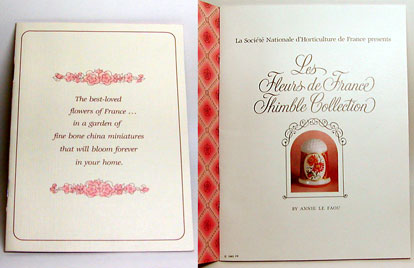 The best-loved
flowers of France ...
in a garden of
fine bone china miniatures
that will bloom forever
in your home.
La Société Nationale d'Horticulture de France presents
Les
Fleurs de France
Thimble Collection
BY ANNIE LE FAOU